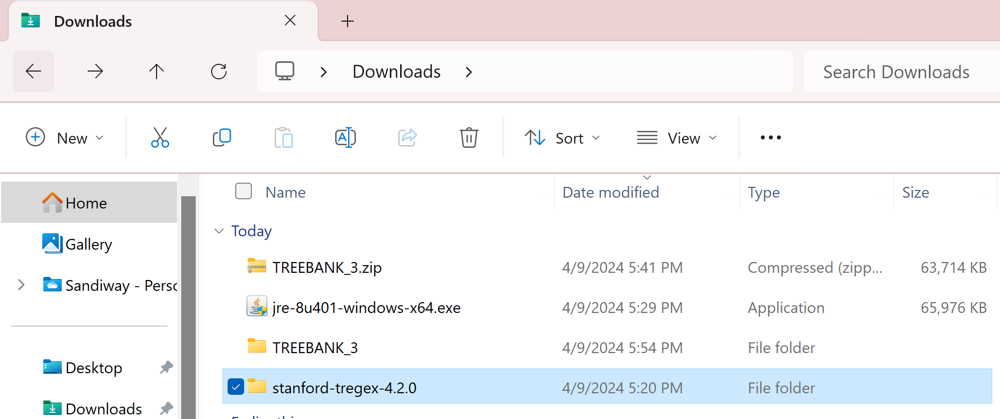 Downloads
Downloads
Search Downloads
New
Sort
View
Name Date modified Type Size
Home
Today
Gallery
TREEBANK_3.zip 4/9/2024 5:41 PM Compressed (zipp... 63,714 KB
Sandiway - Perso
jre-8u401-windows-x64.exe 4/9/2024 5:29 PM Application 65,976 KB
TREEBANK_3 4/9/2024 5:54 PM File folder
Desktop
stanford-tregex-4.2.0 4/9/2024 5:20 PM File folder
Downloads